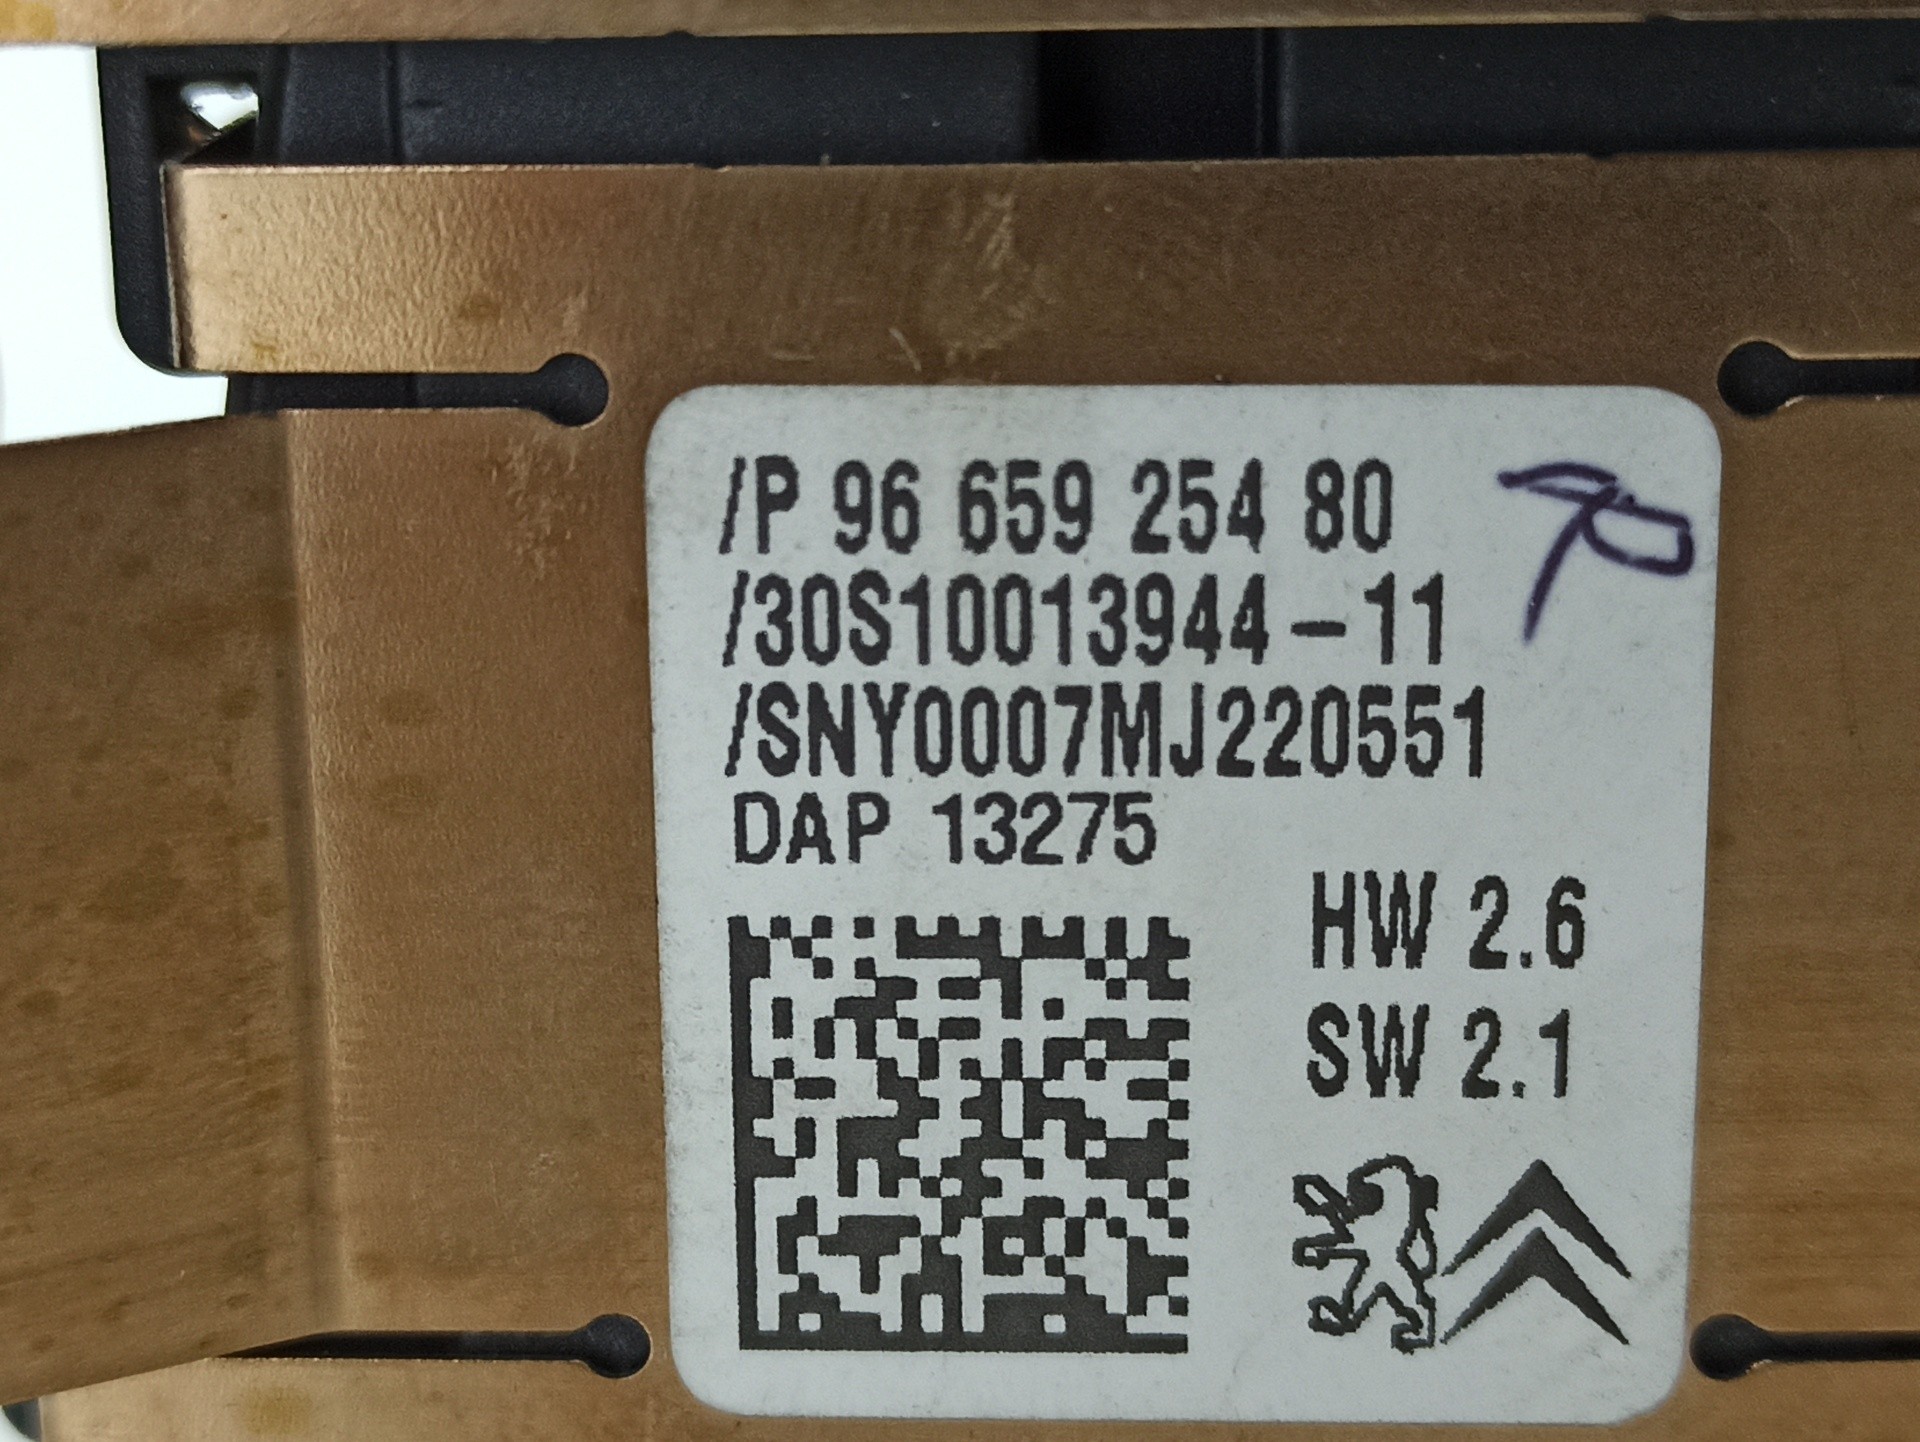 /P 96 659 254 80
/30S10013944-11
/SNY0007MJ220551
DAP 13275
HW 2.6
SW 2.1